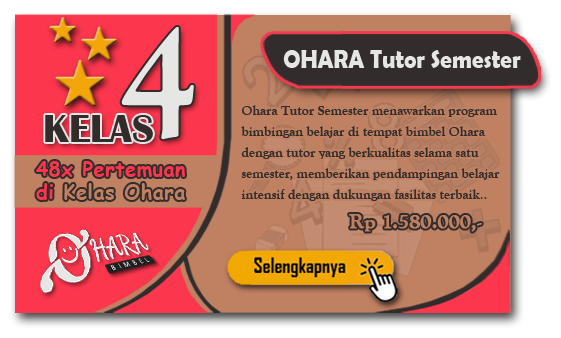 KELAS 4
48x Pertemuan
di Kelas Ohara
OHARA
BIMBEL
OHARA Tutor Semester
Ohara Tutor Semester menawarkan program
bimbingan belajar di tempat bimbel Ohara
dengan tutor yang berkualitas selama satu
semester, memberikan pendampingan belajar
intensif dengan dukungan fasilitas terbaik..
Rp 1.580.000,-
Selengkapnya